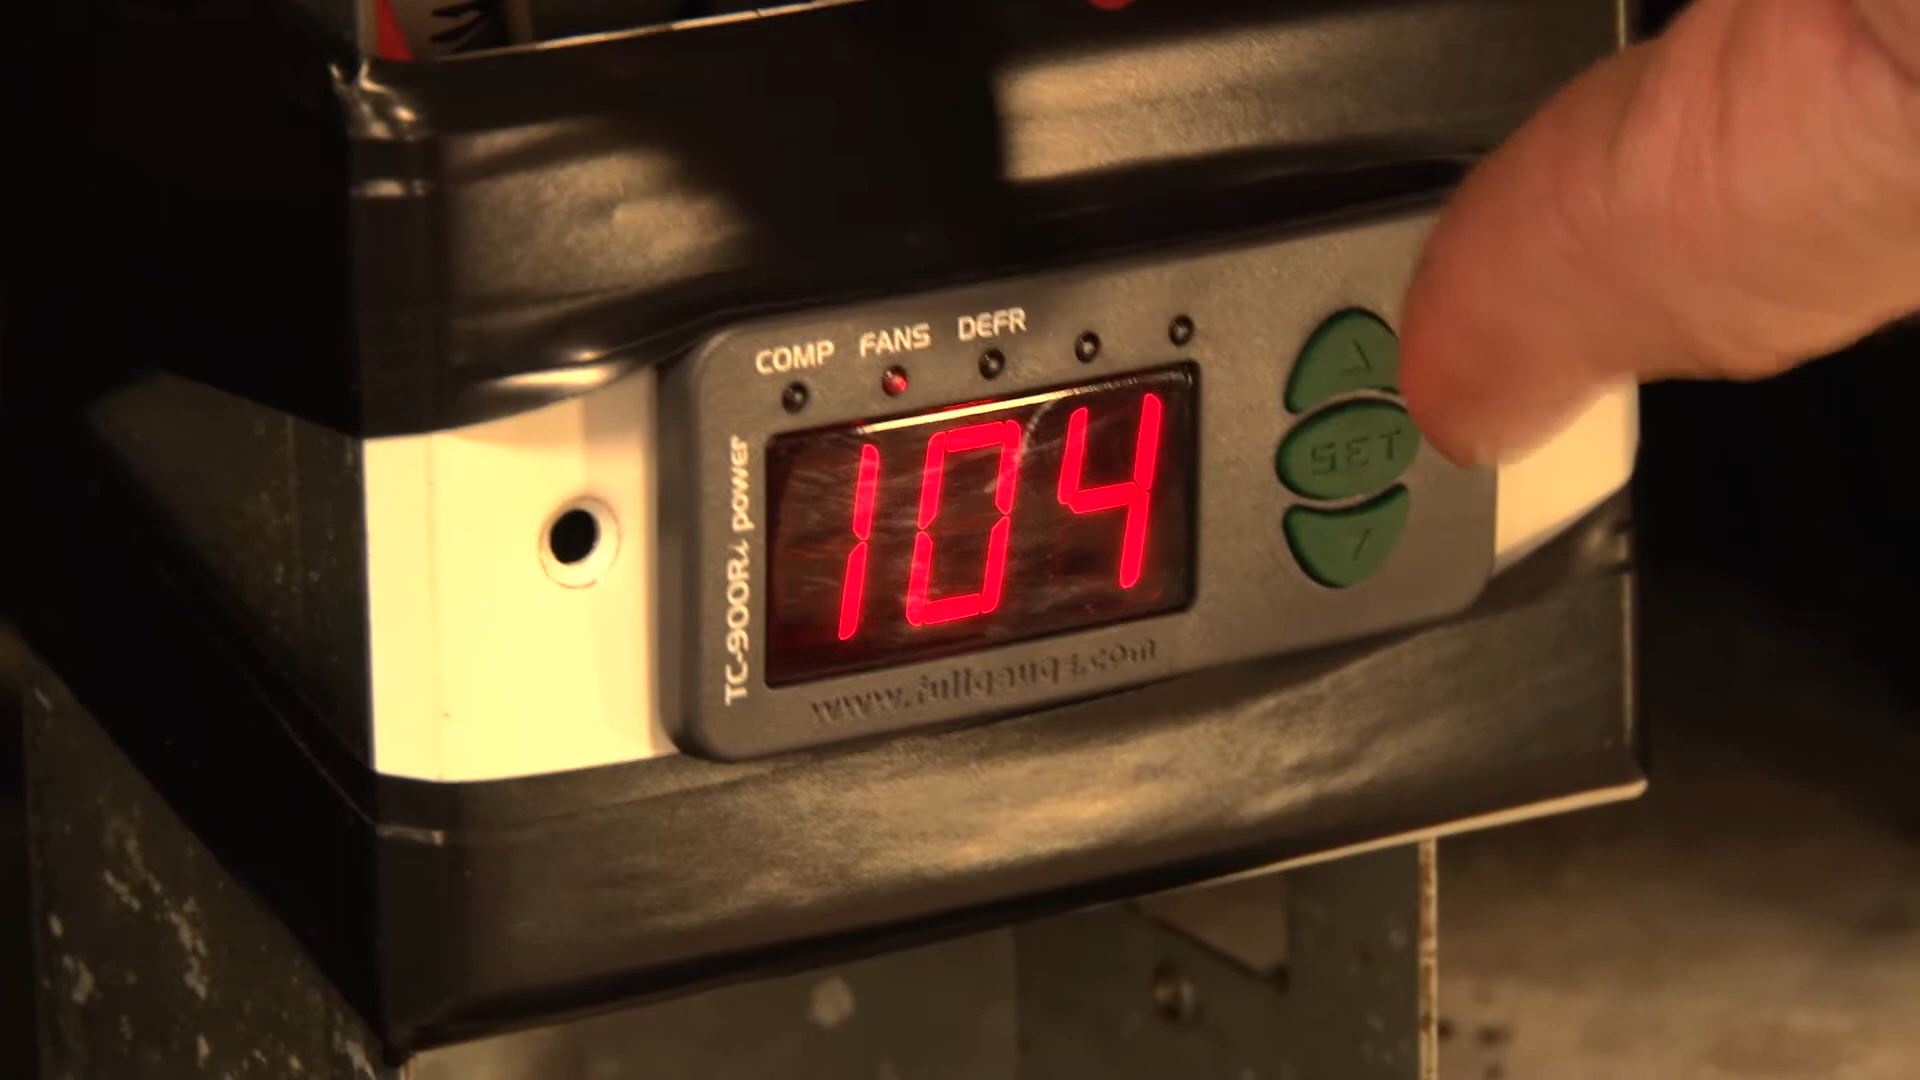 COMP FANS DEFR
TC-900Ri power
104
SET
www.fullgauge.com